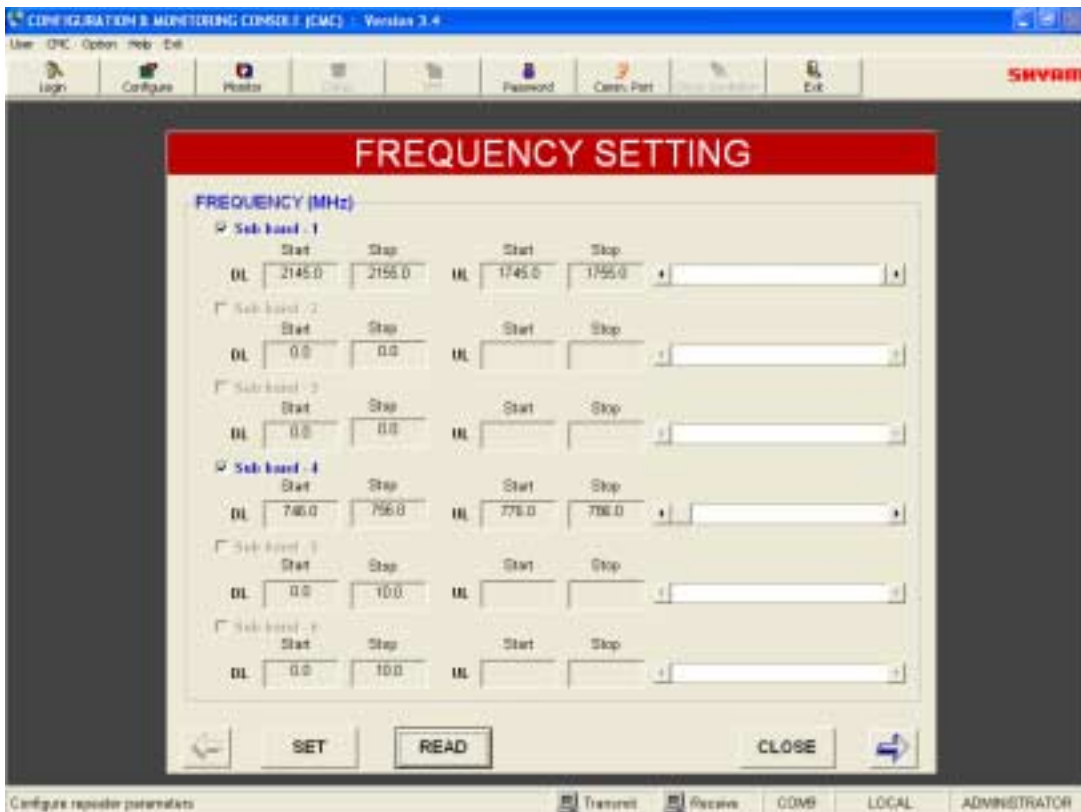 CONFIGURATION & MONITORING CONSOLE (CMC) : Version 3.4
User CMC Option Help Exit
Login Configure Monitor Password Comm. Port Exit
SHYAM
FREQUENCY SETTING
FREQUENCY (MHz)
Sub band - 1
Start Stop Start Stop
DL 2145.0 2155.0 UL 1745.0 1755.0
Sub band - 2
Start Stop Start Stop
DL 0.0 0.0 UL
Sub band - 3
Start Stop Start Stop
DL 0.0 0.0 UL
Sub band - 4
Start Stop Start Stop
DL 746.0 756.0 UL 776.0 786.0
Sub band - 5
Start Stop Start Stop
DL 0.0 10.0 UL
Sub band - 6
Start Stop Start Stop
DL 0.0 10.0 UL
SET READ CLOSE
Configure repeater parameters Transmit Receive LOCAL ADMINISTRATOR